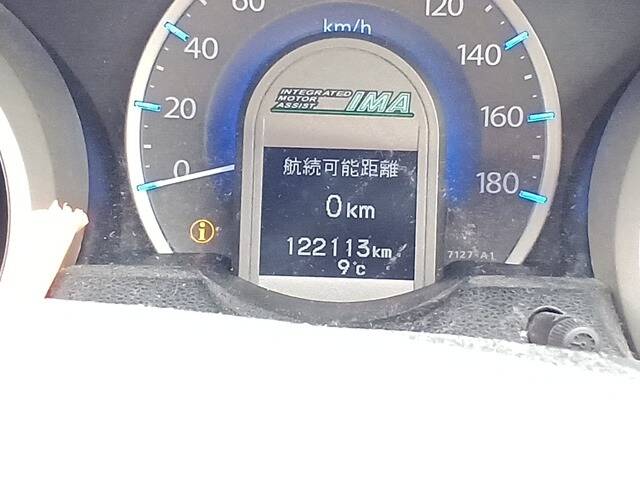 60
120
km/h
40
140
INTEGRATED
MOTOR
ASSIST
IMA
20
160
航続可能距離
0
180
0km
i
122113km
7127-A1
9℃